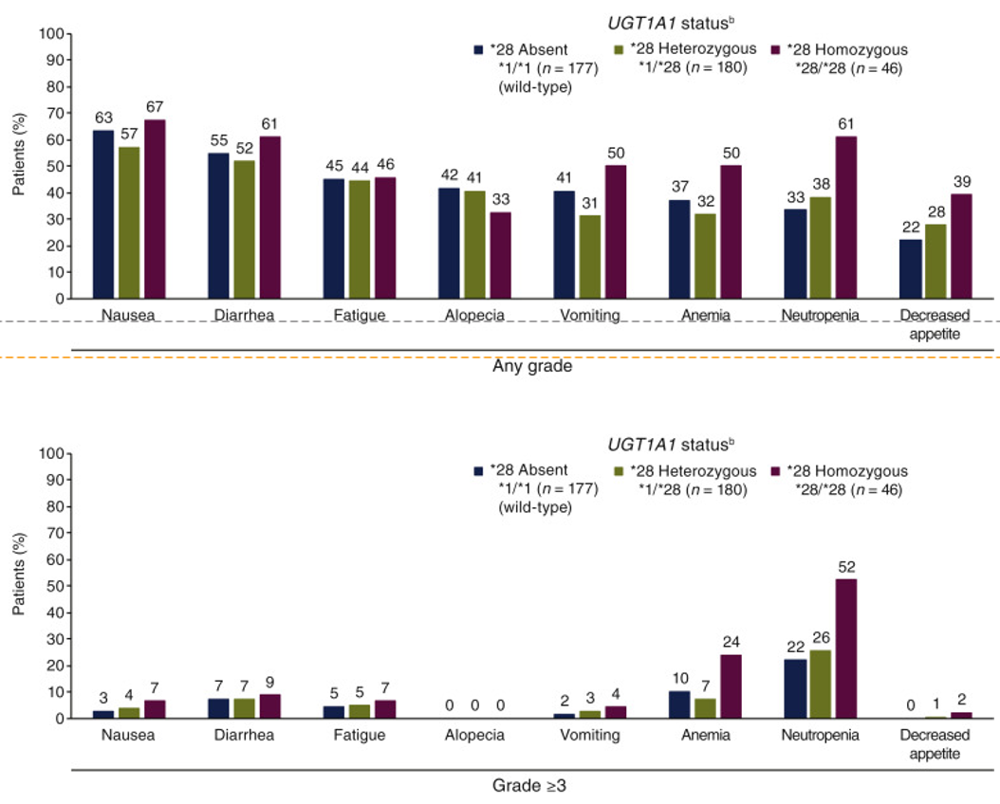 UGT1A1 statusᵇ
*28 Absent *28 Heterozygous *28 Homozygous
*1/*1 (n = 177) *1/*28 (n = 180) *28/*28 (n = 46)
(wild-type)
Patients (%)
100
90
80
70
60
50
40
30
20
10
0
63 57 67
55 52 61
45 44 46
42 41 33
41 31 50
37 32 50
33 38 61
22 28 39
Nausea Diarrhea Fatigue Alopecia Vomiting Anemia Neutropenia Decreased
appetite
Any grade
UGT1A1 statusᵇ
*28 Absent *28 Heterozygous *28 Homozygous
*1/*1 (n = 177) *1/*28 (n = 180) *28/*28 (n = 46)
(wild-type)
Patients (%)
100
90
80
70
60
50
40
30
20
10
0
3 4 7
7 7 9
5 5 7
0 0 0
2 3 4
10 7 24
22 26 52
0 1 2
Nausea Diarrhea Fatigue Alopecia Vomiting Anemia Neutropenia Decreased
appetite
Grade ≥3